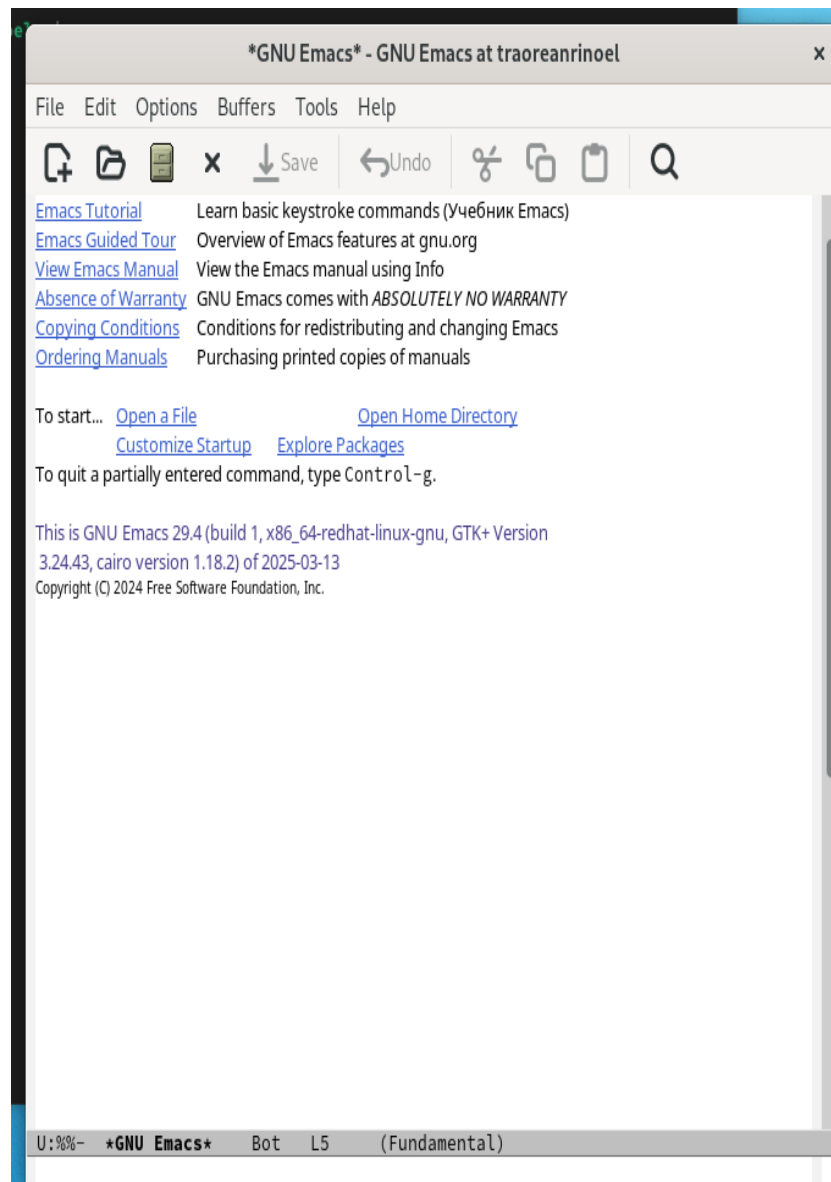 *GNU Emacs* - GNU Emacs at traoreanrinoel
File Edit Options Buffers Tools Help
Save Undo
Emacs Tutorial Learn basic keystroke commands (Учебник Emacs)
Emacs Guided Tour Overview of Emacs features at gnu.org
View Emacs Manual View the Emacs manual using Info
Absence of Warranty GNU Emacs comes with ABSOLUTELY NO WARRANTY
Copying Conditions Conditions for redistributing and changing Emacs
Ordering Manuals Purchasing printed copies of manuals
To start... Open a File Open Home Directory
Customize Startup Explore Packages
To quit a partially entered command, type Control-g.
This is GNU Emacs 29.4 (build 1, x86_64-redhat-linux-gnu, GTK+ Version
3.24.43, cairo version 1.18.2) of 2025-03-13
Copyright (C) 2024 Free Software Foundation, Inc.
U:%%- *GNU Emacs* Bot L5 (Fundamental)